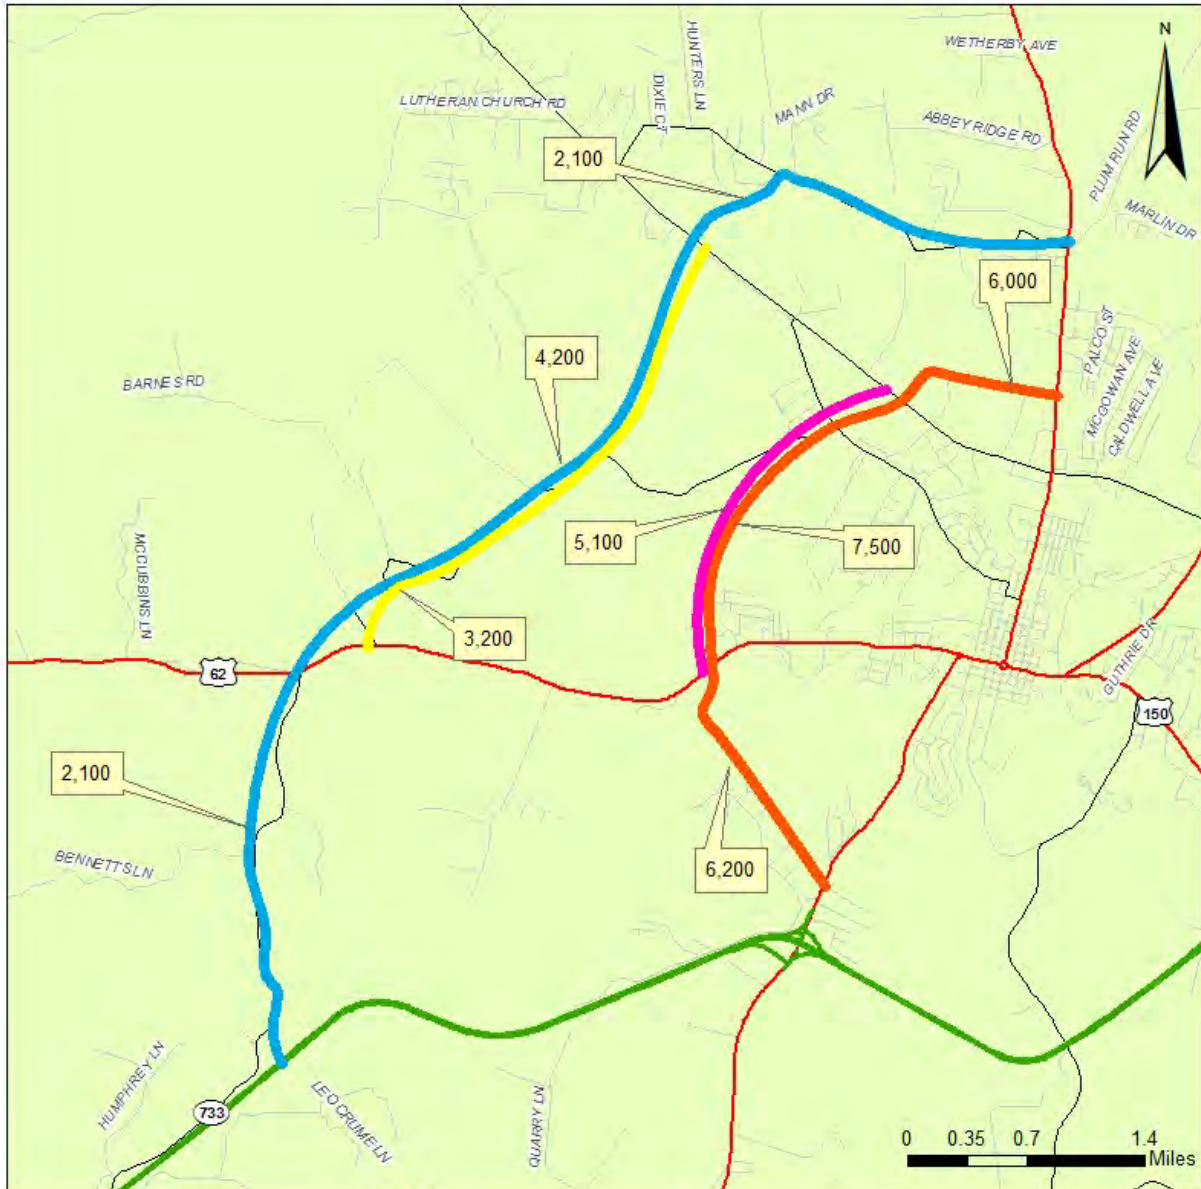 WETHERBY AVE
N
HUNTERS LN
DIXIE CT
MANN DR
LUTHERAN CHURCH RD
ABBEY RIDGE RD
PLUM RUN RD
2,100
MARLIN DR
6,000
PALCO ST
4,200
MCGOWAN AVE
BARNES RD
CALDWELL AVE
5,100
7,500
MCCUBBINS LN
3,200
62
GUTHRIE DR
150
2,100
BENNETTS LN
6,200
HUMPHREY LN
LEO CRUME LN
733
QUARRY LN
0 0.35 0.7 1.4
Miles